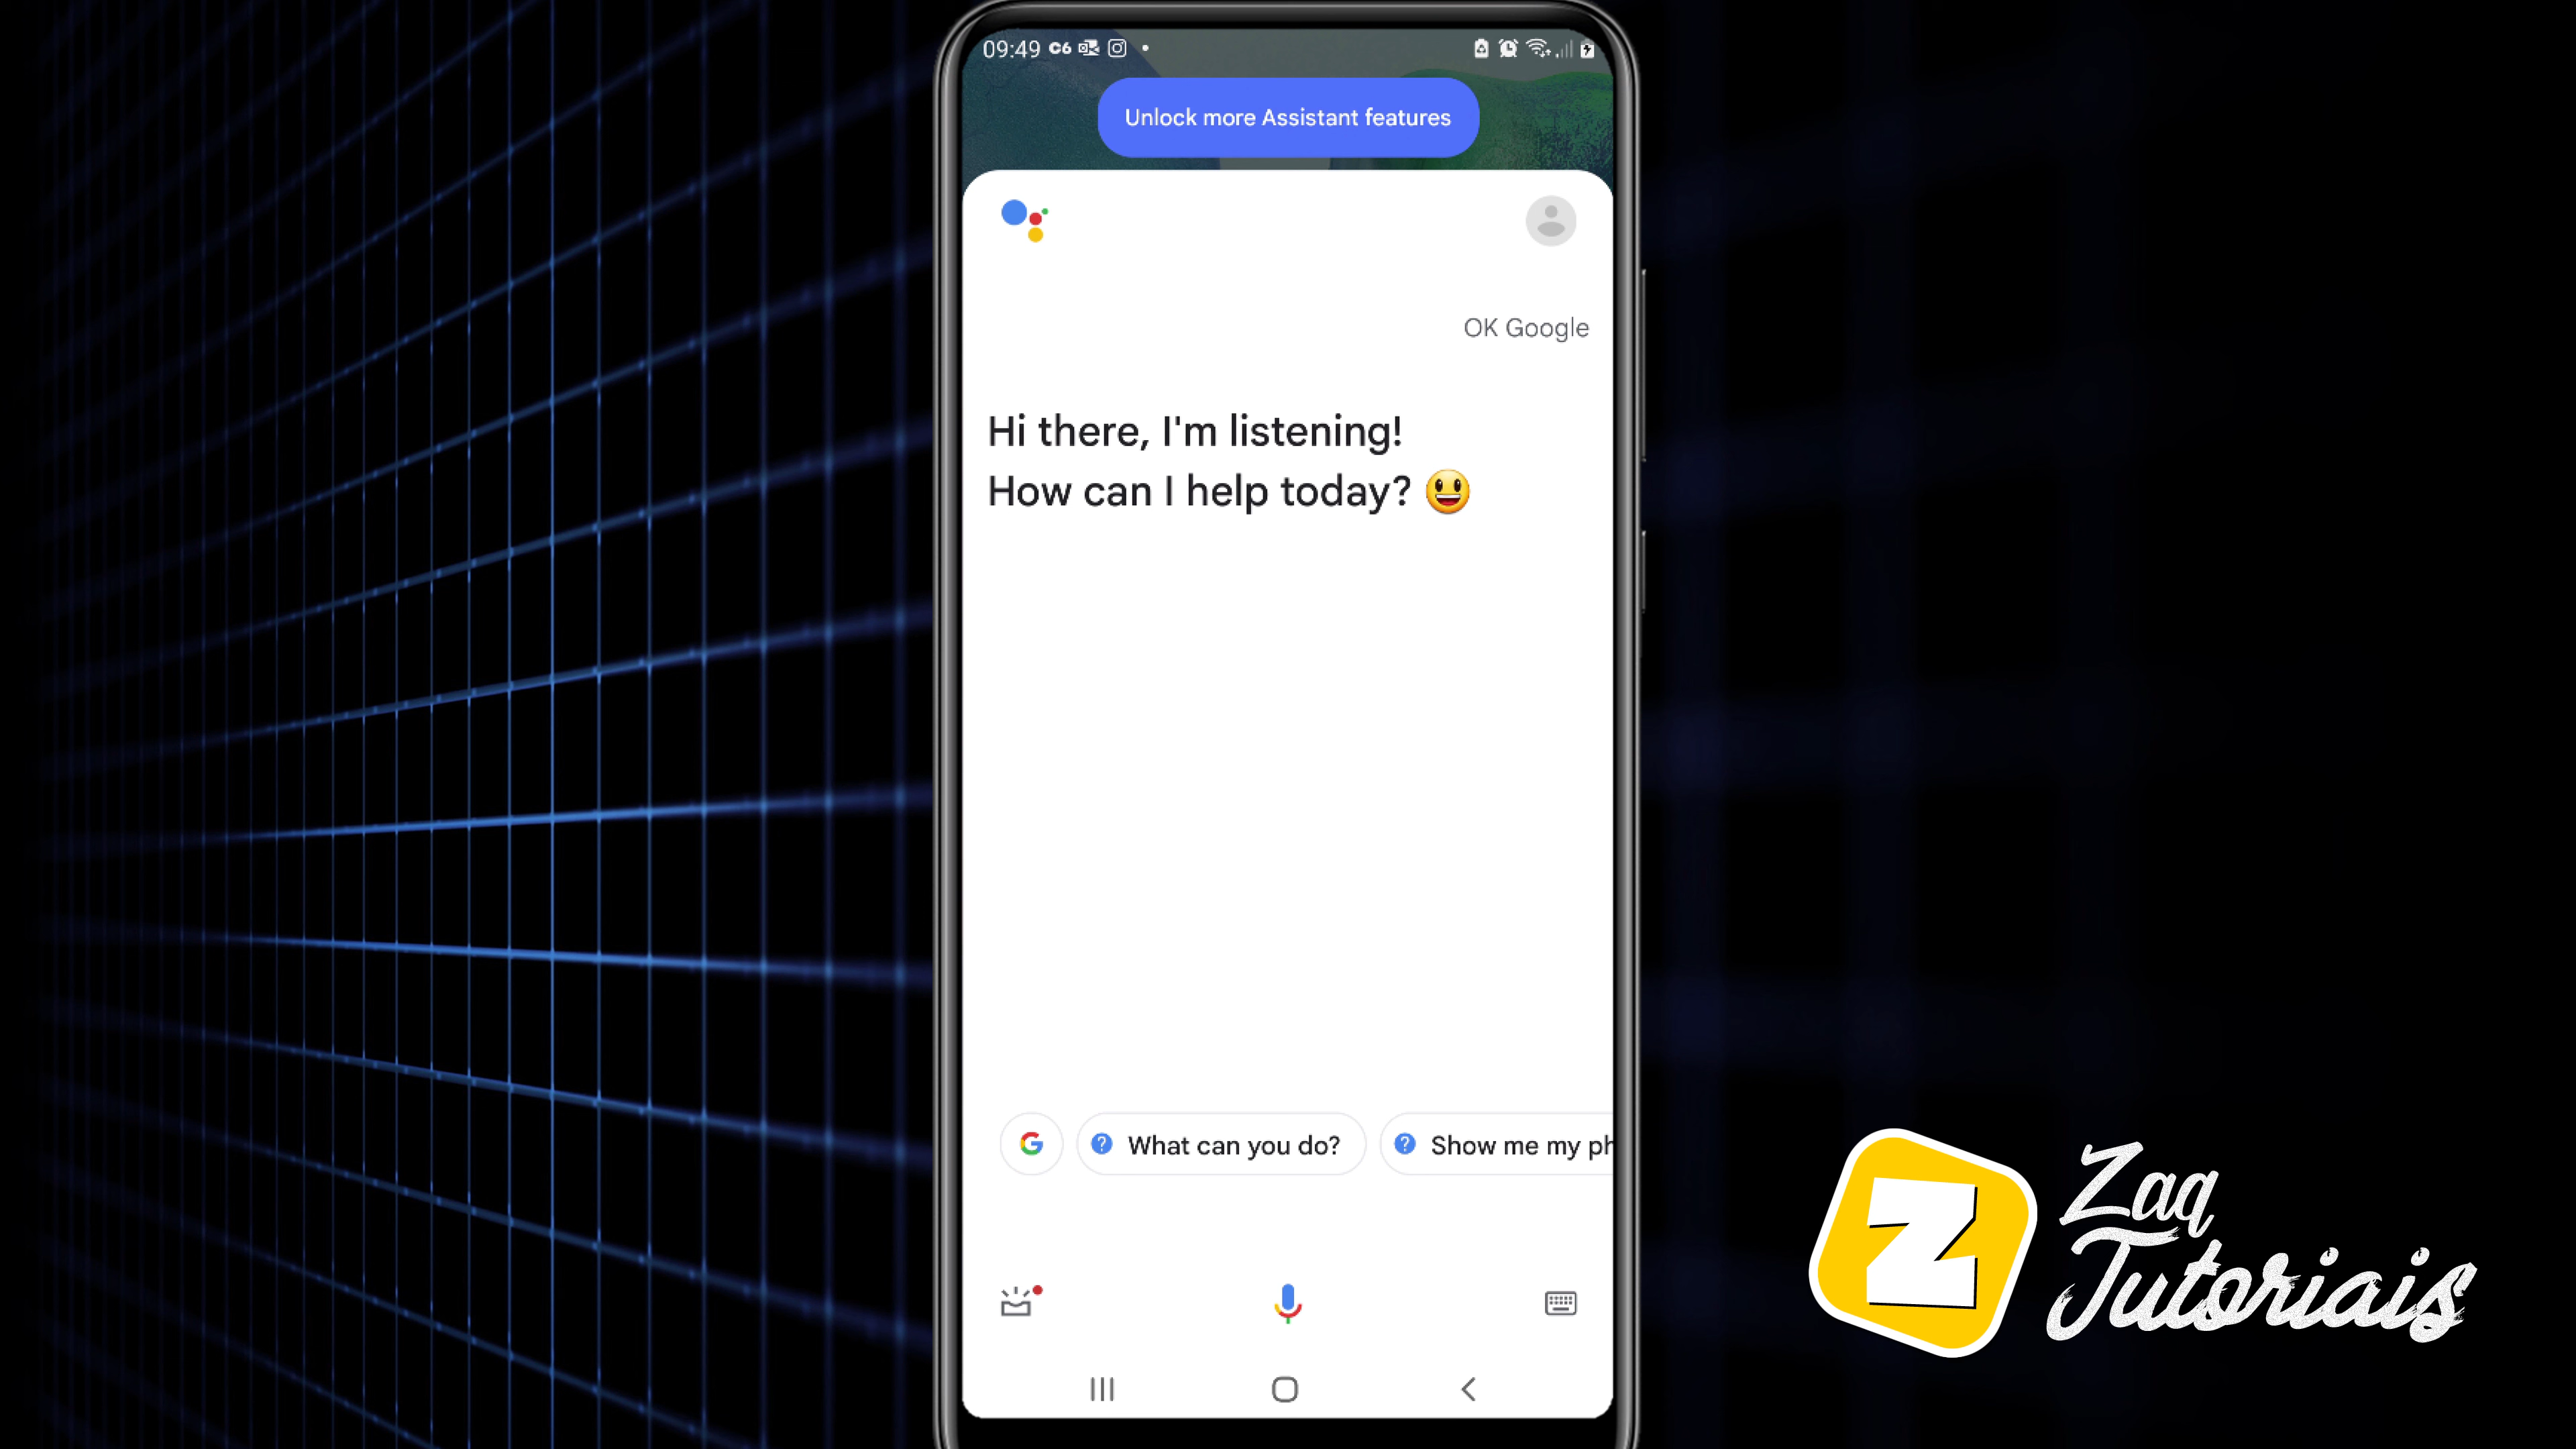 09:49 C6
Unlock more Assistant features
OK Google
Hi there, I'm listening!
How can I help today? 😃
G
What can you do?
Show me my ph
Z
Zaq
Tutoriais